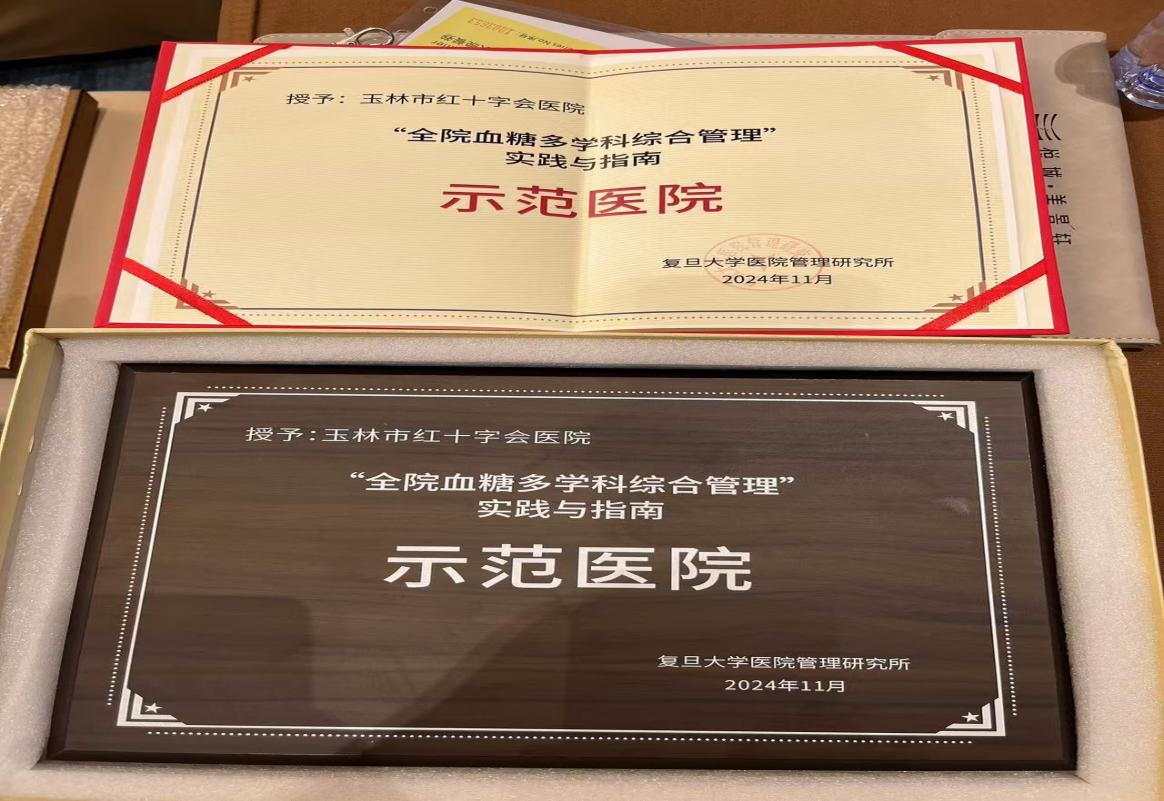 授予：玉林市红十字会医院
“全院血糖多学科综合管理”
实践与指南
示范医院
复旦大学医院管理研究所
2024年11月
授予:玉林市红十字会医院
“全院血糖多学科综合管理”
实践与指南
示范医院
复旦大学医院管理研究所
2024年11月